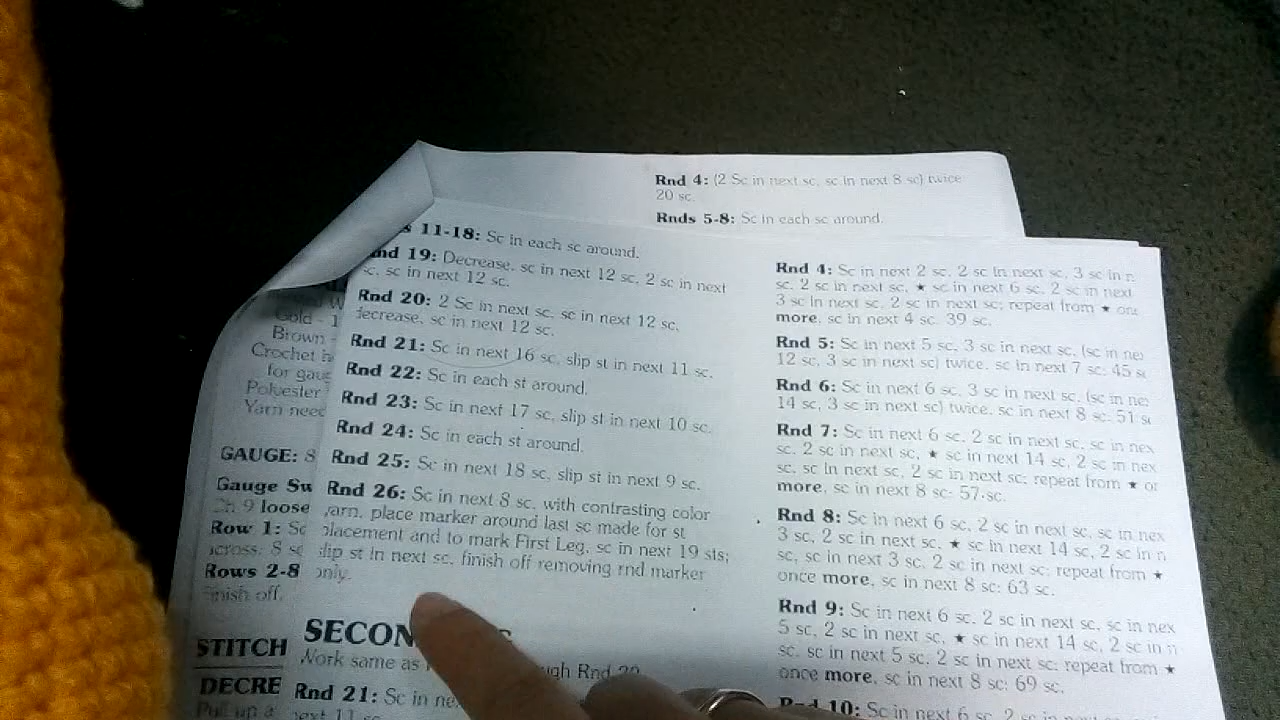 Rnd 4: (2 Sc in next sc, sc in next 8 sc) twice
20 sc.
Rnds 5-8: Sc in each sc around.
s 11-18: Sc in each sc around.
nd 19: Decrease, sc in next 12 sc, 2 sc in next
sc, sc in next 12 sc.
Rnd 20: 2 Sc in next sc, sc in next 12 sc,
decrease, sc in next 12 sc.
Rnd 21: Sc in next 16 sc, slip st in next 11 sc.
Rnd 22: Sc in each st around.
Rnd 23: Sc in next 17 sc, slip st in next 10 sc.
Rnd 24: Sc in each st around.
Rnd 25: Sc in next 18 sc, slip st in next 9 sc.
Rnd 26: Sc in next 8 sc, with contrasting color
yarn, place marker around last sc made for st
placement and to mark First Leg, sc in next 19 sts;
slip st in next sc, finish off removing rnd marker
only.
SECON
Work same as
Rnd 21: Sc in ne
next 11 sc
Gold - 1
Brown -
Crochet h
for gau
Polyester
Yarn need
GAUGE: 8
Gauge Sw
Ch 9 loose
Row 1: Sc
across: 8 sc
Rows 2-8
finish off.
STITCH
DECRE
Pull up a
Rnd 4: Sc in next 2 sc, 2 sc in next sc, 3 sc in n
sc, 2 sc in next sc, ★ sc in next 6 sc, 2 sc in next
3 sc in next sc, 2 sc in next sc; repeat from ★ onc
more, sc in next 4 sc: 39 sc.
Rnd 5: Sc in next 5 sc, 3 sc in next sc, (sc in nex
12 sc, 3 sc in next sc) twice, sc in next 7 sc: 45 s
Rnd 6: Sc in next 6 sc, 3 sc in next sc, (sc in nex
14 sc, 3 sc in next sc) twice, sc in next 8 sc: 51 s
Rnd 7: Sc in next 6 sc, 2 sc in next sc, sc in nex
sc, 2 sc in next sc, ★ sc in next 14 sc, 2 sc in nex
sc, sc in next sc, 2 sc in next sc; repeat from ★ o
more, sc in next 8 sc: 57 sc.
Rnd 8: Sc in next 6 sc, 2 sc in next sc, sc in nex
3 sc, 2 sc in next sc, ★ sc in next 14 sc, 2 sc in n
sc, sc in next 3 sc, 2 sc in next sc; repeat from ★
once more, sc in next 8 sc: 63 sc.
Rnd 9: Sc in next 6 sc, 2 sc in next sc, sc in nex
5 sc, 2 sc in next sc, ★ sc in next 14 sc, 2 sc in n
sc, sc in next 5 sc, 2 sc in next sc; repeat from ★
once more, sc in next 8 sc: 69 sc.
Rnd 10: Sc in next 6 sc, 2 sc in nex